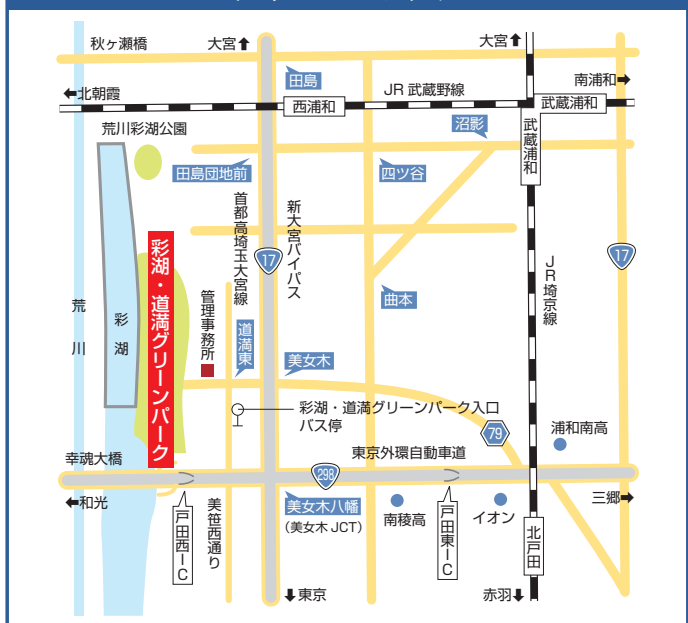 秋ヶ瀬橋
大宮↑
大宮↑
田島
南浦和→
←北朝霞
JR 武蔵野線
西浦和
武蔵浦和
荒川彩湖公園
沼影
武蔵浦和
田島団地前
四ツ谷
首都高埼玉大宮線
新大宮バイパス
17
17
JR埼京線
彩湖・道満グリーンパーク
管理事務所
曲本
荒川
彩湖
道満東
美女木
彩湖・道満グリーンパーク入口
バス停
79
浦和南高
東京外環自動車道
幸魂大橋
298
←和光
戸田西IC
美笹西通り
美女木八幡
(美女木 JCT)
南稜高
戸田東IC
イオン
北戸田
三郷→
↓東京
赤羽↓